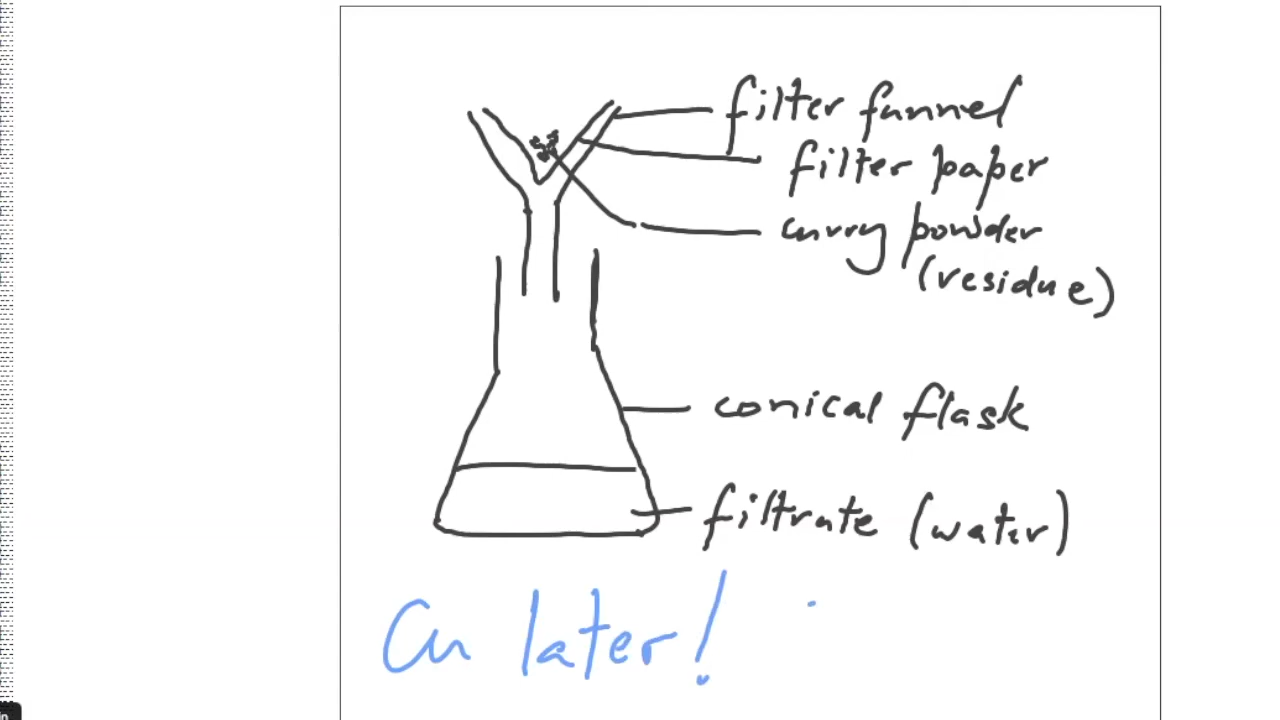 filter funnel
filter paper
curry powder
(residue)
conical flask
filtrate (water)
Cu later!